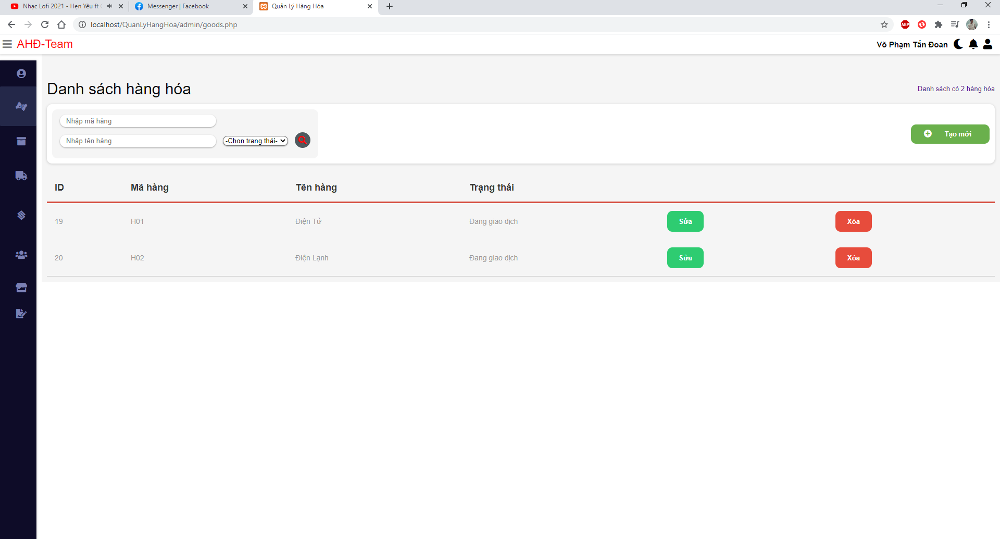 Nhạc Lofi 2021 - Hẹn Yêu ft
Messenger | Facebook
Quản Lý Hàng Hóa
localhost/QuanLyHangHoa/admin/goods.php
ABP
AHĐ-Team
Võ Phạm Tấn Đoan
Danh sách hàng hóa
Danh sách có 2 hàng hóa
Nhập mã hàng
Nhập tên hàng
-Chọn trạng thái-
Tạo mới
ID Mã hàng Tên hàng Trạng thái
19 H01 Điện Tử Đang giao dịch Sửa Xóa
20 H02 Điện Lạnh Đang giao dịch Sửa Xóa